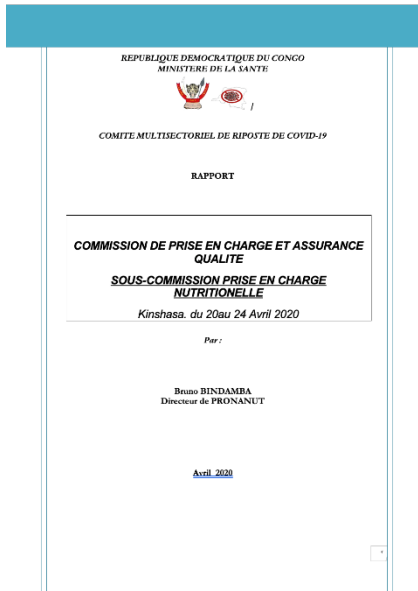 REPUBLIQUE DEMOCRATIQUE DU CONGO
MINISTERE DE LA SANTE
/
COMITE MULTISECTORIEL DE RIPOSTE DE COVID-19
RAPPORT
COMMISSION DE PRISE EN CHARGE ET ASSURANCE
QUALITE
SOUS-COMMISSION PRISE EN CHARGE
NUTRITIONELLE
Kinshasa. du 20au 24 Avril 2020
Par :
Bruno BINDAMBA
Directeur de PRONANUT
Avril 2020